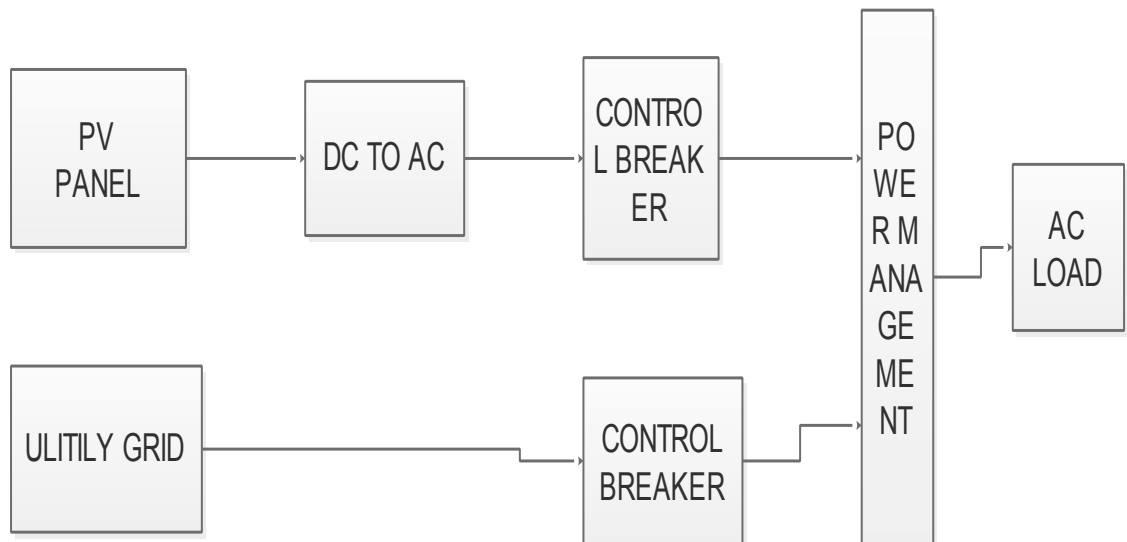 PV
PANEL
DC TO AC
CONTRO
L BREAK
ER
PO
WE
R M
ANA
GE
ME
NT
AC
LOAD
ULITILY GRID
CONTROL
BREAKER